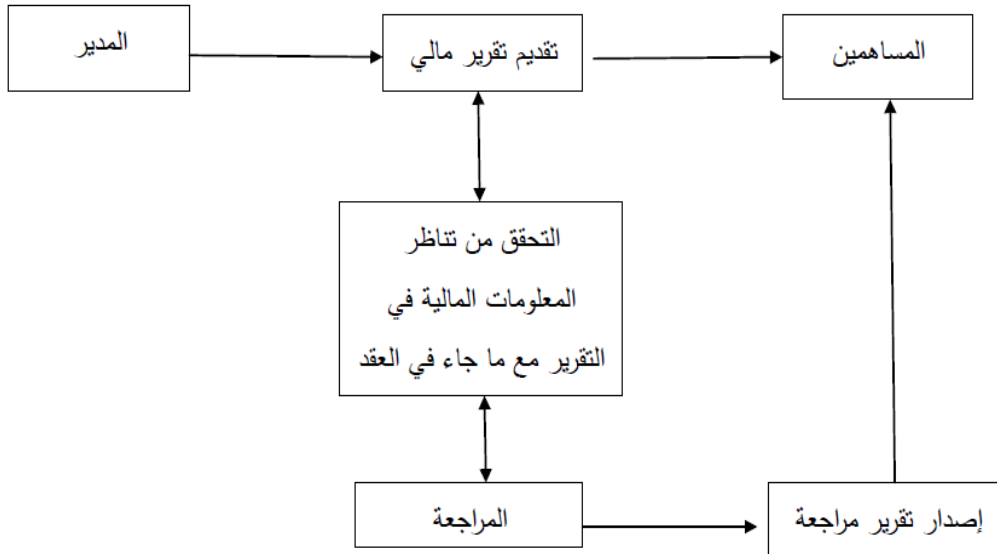 المدير
تقديم تقرير مالي
المساهمين
التحقق من تناظر
المعلومات المالية في
التقرير مع ما جاء في العقد
المراجعة
إصدار تقرير مراجعة